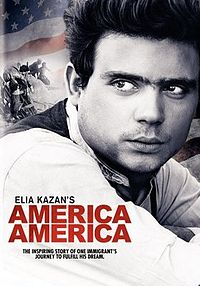 ELIA KAZAN'S
AMERICA
AMERICA
THE INSPIRING STORY OF ONE IMMIGRANT'S
JOURNEY TO FULFILL HIS DREAM.